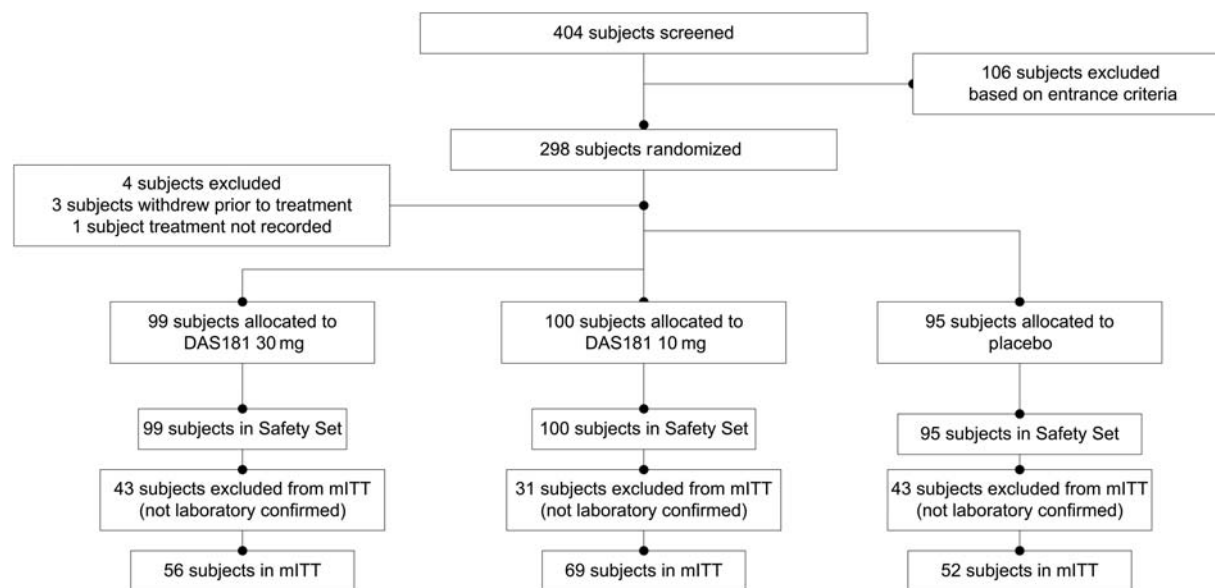 404 subjects screened
106 subjects excluded
based on entrance criteria
298 subjects randomized
4 subjects excluded
3 subjects withdrew prior to treatment
1 subject treatment not recorded
99 subjects allocated to
DAS181 30 mg
100 subjects allocated to
DAS181 10 mg
95 subjects allocated to
placebo
99 subjects in Safety Set
100 subjects in Safety Set
95 subjects in Safety Set
43 subjects excluded from mITT
(not laboratory confirmed)
31 subjects excluded from mITT
(not laboratory confirmed)
43 subjects excluded from mITT
(not laboratory confirmed)
56 subjects in mITT
69 subjects in mITT
52 subjects in mITT